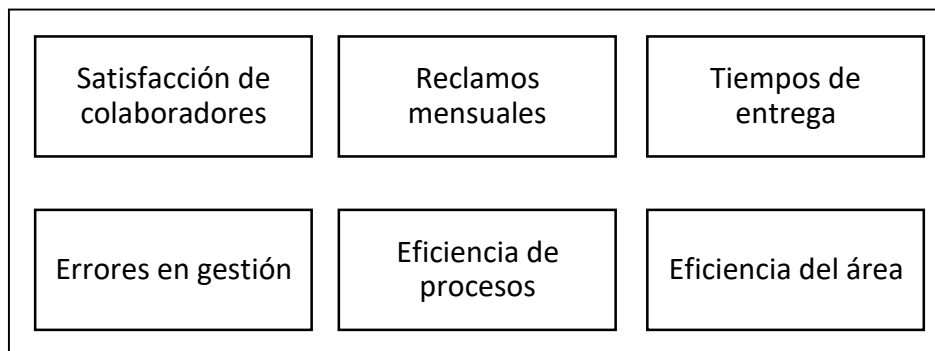 Satisfacción de
colaboradores
Reclamos
mensuales
Tiempos de
entrega
Errores en gestión
Eficiencia de
procesos
Eficiencia del área